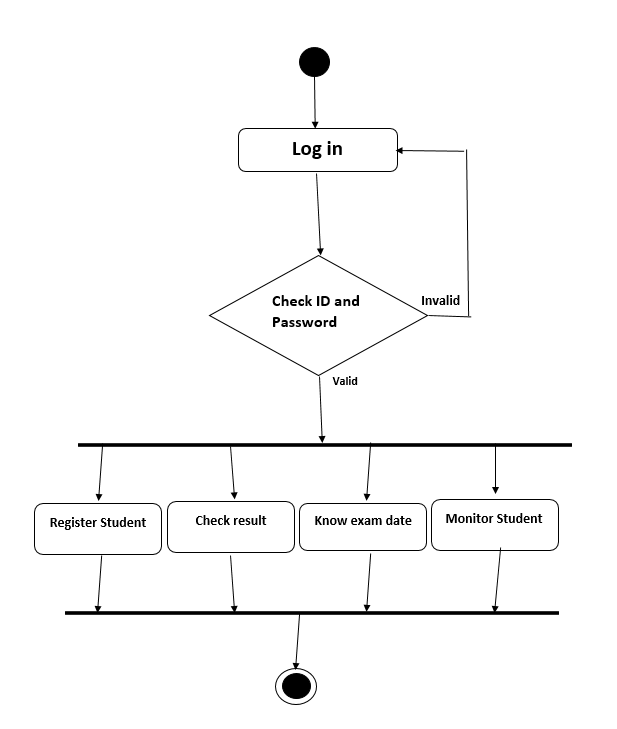 Log in
Check ID and
Password
Invalid
Valid
Register Student
Check result
Know exam date
Monitor Student